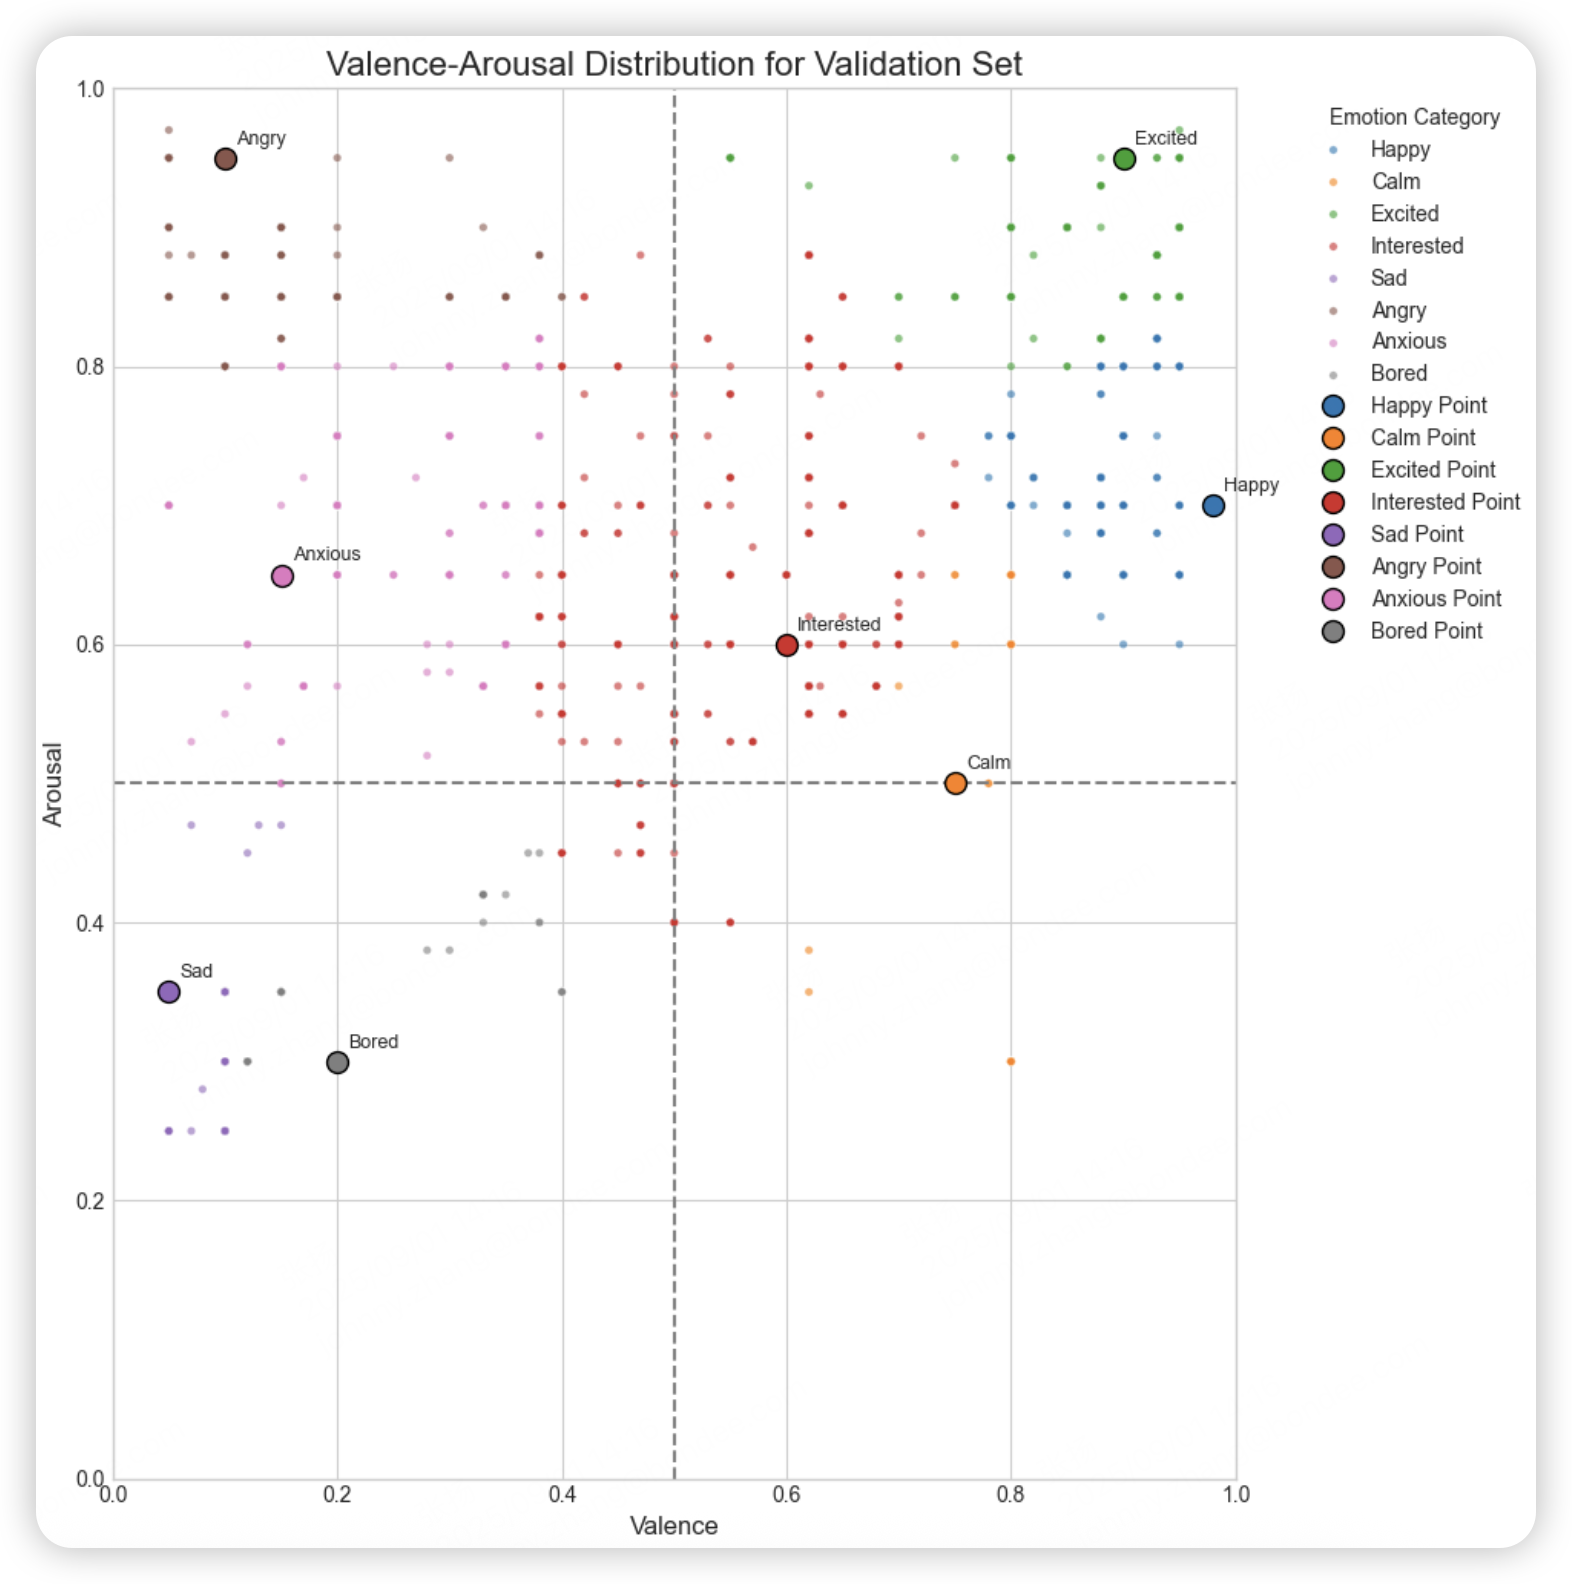 Valence-Arousal Distribution for Validation Set
1.0
0.8
0.6
0.4
0.2
0.0
Arousal
0.0 0.2 0.4 0.6 0.8 1.0
Valence
Angry
Excited
Happy
Anxious
Interested
Calm
Sad
Bored
Emotion Category
Happy
Calm
Excited
Interested
Sad
Angry
Anxious
Bored
Happy Point
Calm Point
Excited Point
Interested Point
Sad Point
Angry Point
Anxious Point
Bored Point